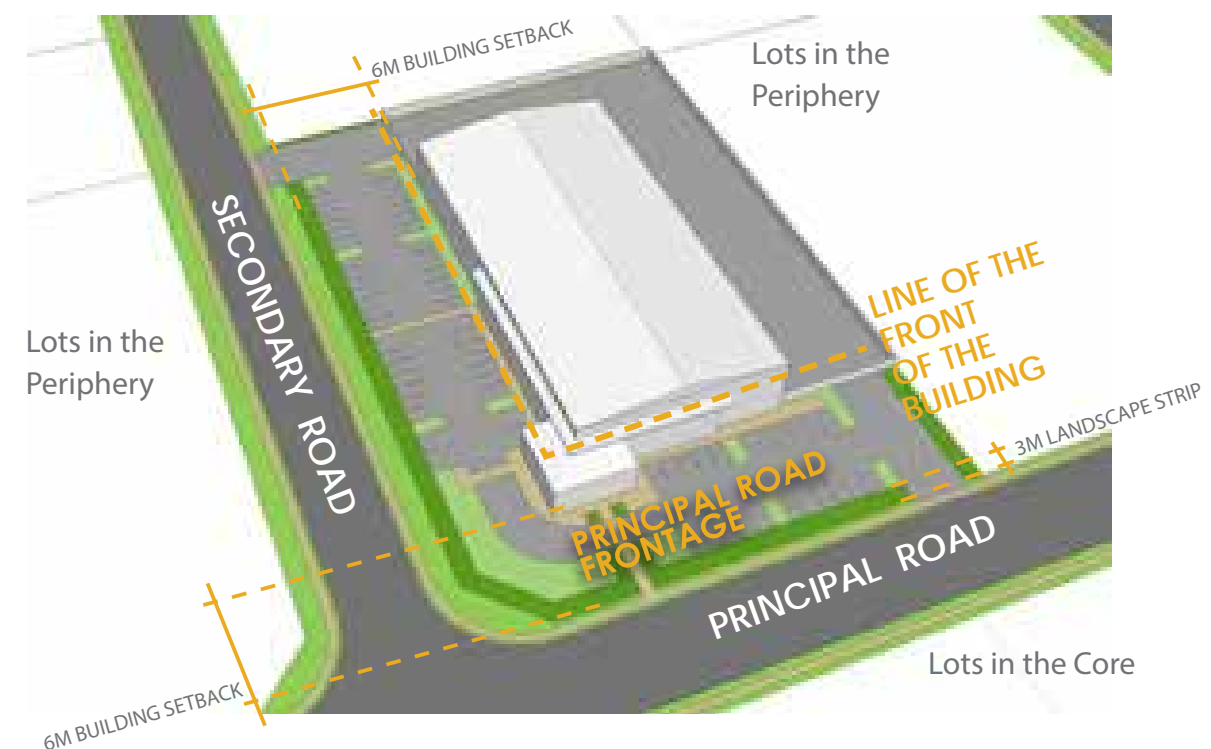 6M BUILDING SETBACK
Lots in the
Periphery
SECONDARY ROAD
LINE OF THE
FRONT
OF THE
BUILDING
Lots in the
Periphery
3M LANDSCAPE STRIP
PRINCIPAL ROAD
FRONTAGE
PRINCIPAL ROAD
Lots in the Core
6M BUILDING SETBACK